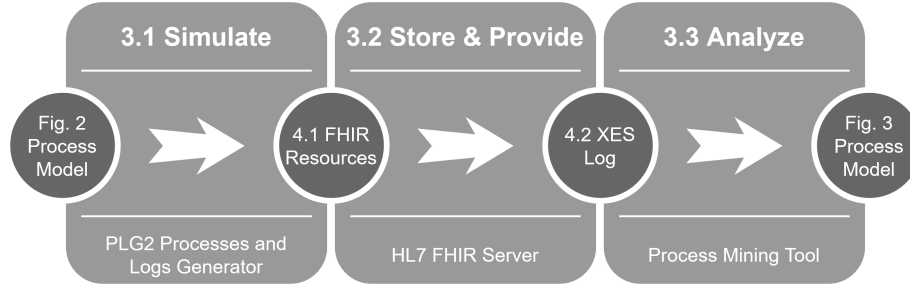 3.1 Simulate
3.2 Store & Provide
3.3 Analyze
Fig. 2
Process
Model
4.1 FHIR
Resources
4.2 XES
Log
Fig. 3
Process
Model
PLG2 Processes and
Logs Generator
HL7 FHIR Server
Process Mining Tool